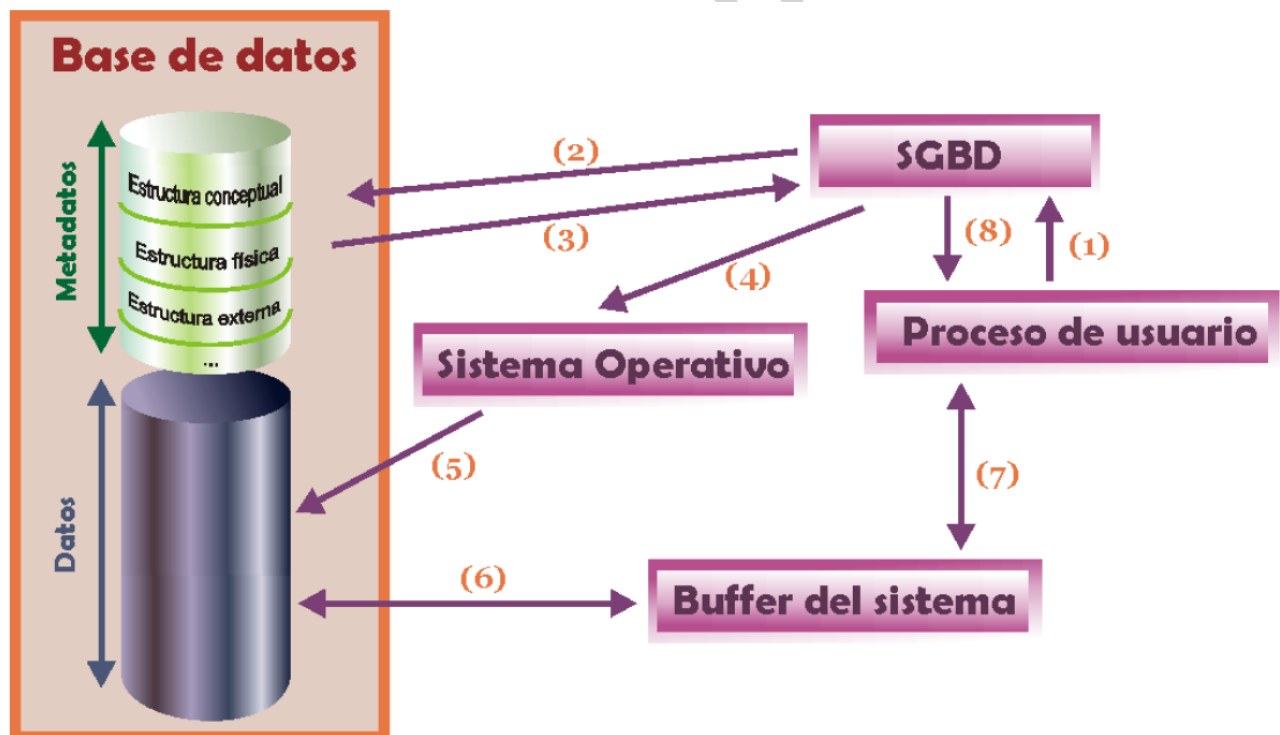 Base de datos
Metadatos
Estructura conceptual
Estructura física
Estructura externa
...
Datos
(2)
(3)
SGBD
(4)
(8)
(1)
Sistema Operativo
Proceso de usuario
(5)
(7)
(6)
Buffer del sistema